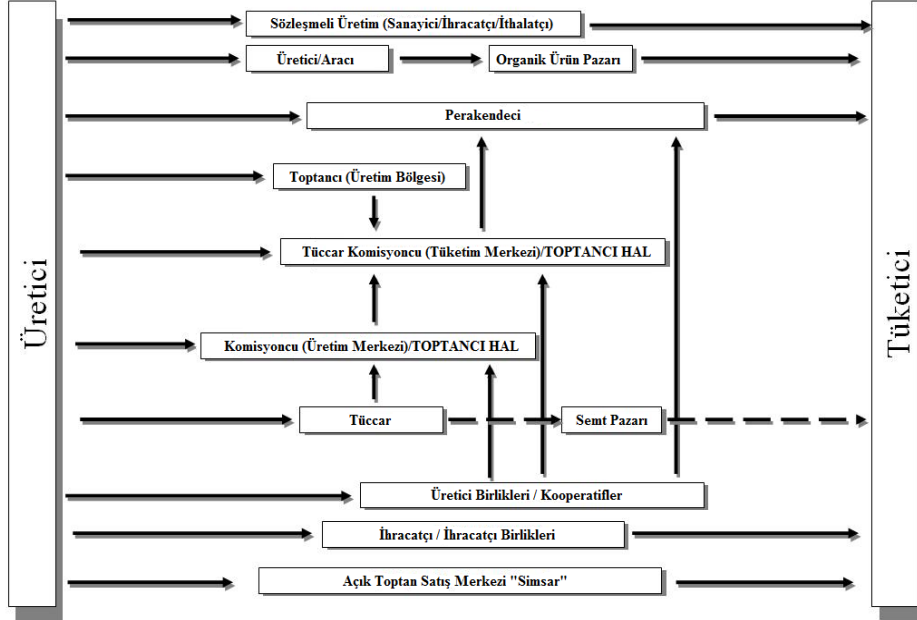 Üretici
Sözleşmeli Üretim (Sanayici/İhracatçı/İthalatçı)
Üretici/Aracı
Organik Ürün Pazarı
Perakendeci
Toptancı (Üretim Bölgesi)
Tüccar Komisyoncu (Tüketim Merkezi)/TOPTANCI HAL
Komisyoncu (Üretim Merkezi)/TOPTANCI HAL
Tüccar
Semt Pazarı
Üretici Birlikleri / Kooperatifler
İhracatçı / İhracatçı Birlikleri
Açık Toptan Satış Merkezi "Simsar"
Tüketici